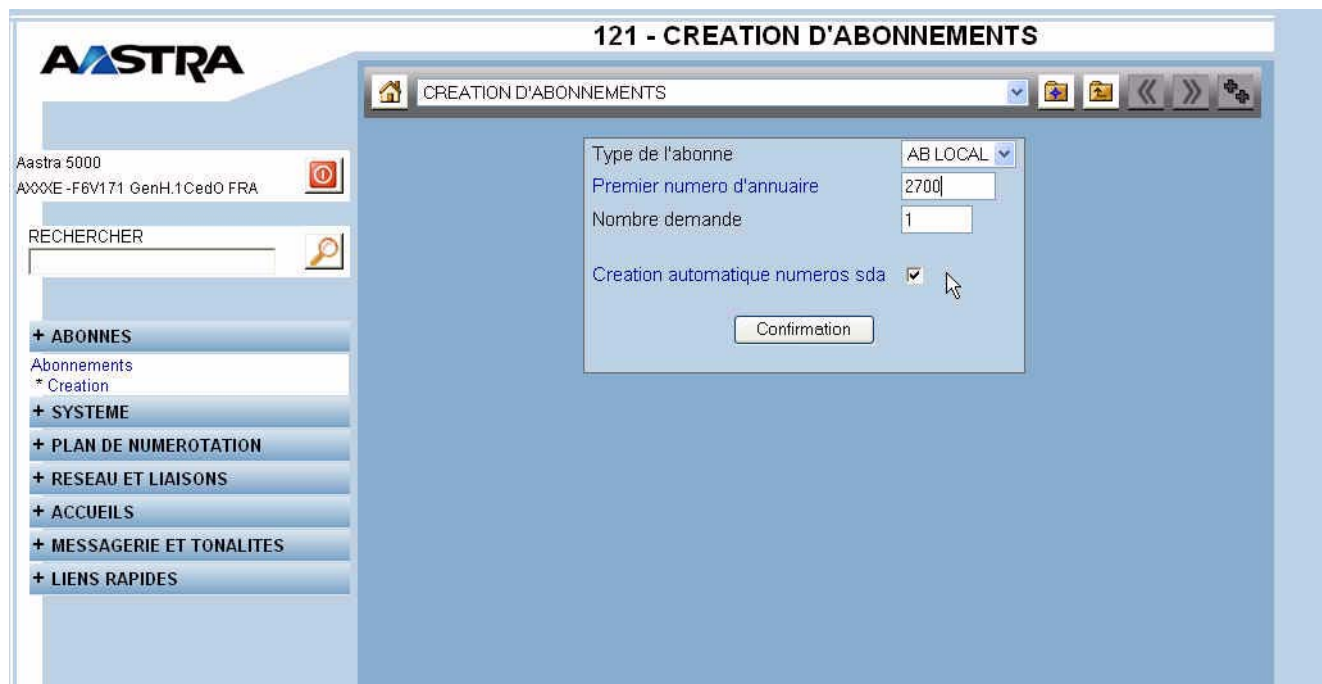 121 - CREATION D'ABONNEMENTS
AASTRA
CREATION D'ABONNEMENTS
Aastra 5000
AXXXE -F6V171 GenH.1CedO FRA
RECHERCHER
+ ABONNES
Abonnements
* Creation
+ SYSTEME
+ PLAN DE NUMEROTATION
+ RESEAU ET LIAISONS
+ ACCUEILS
+ MESSAGERIE ET TONALITES
+ LIENS RAPIDES
Type de l'abonne AB LOCAL
Premier numero d'annuaire 2700
Nombre demande 1
Creation automatique numeros sda
Confirmation